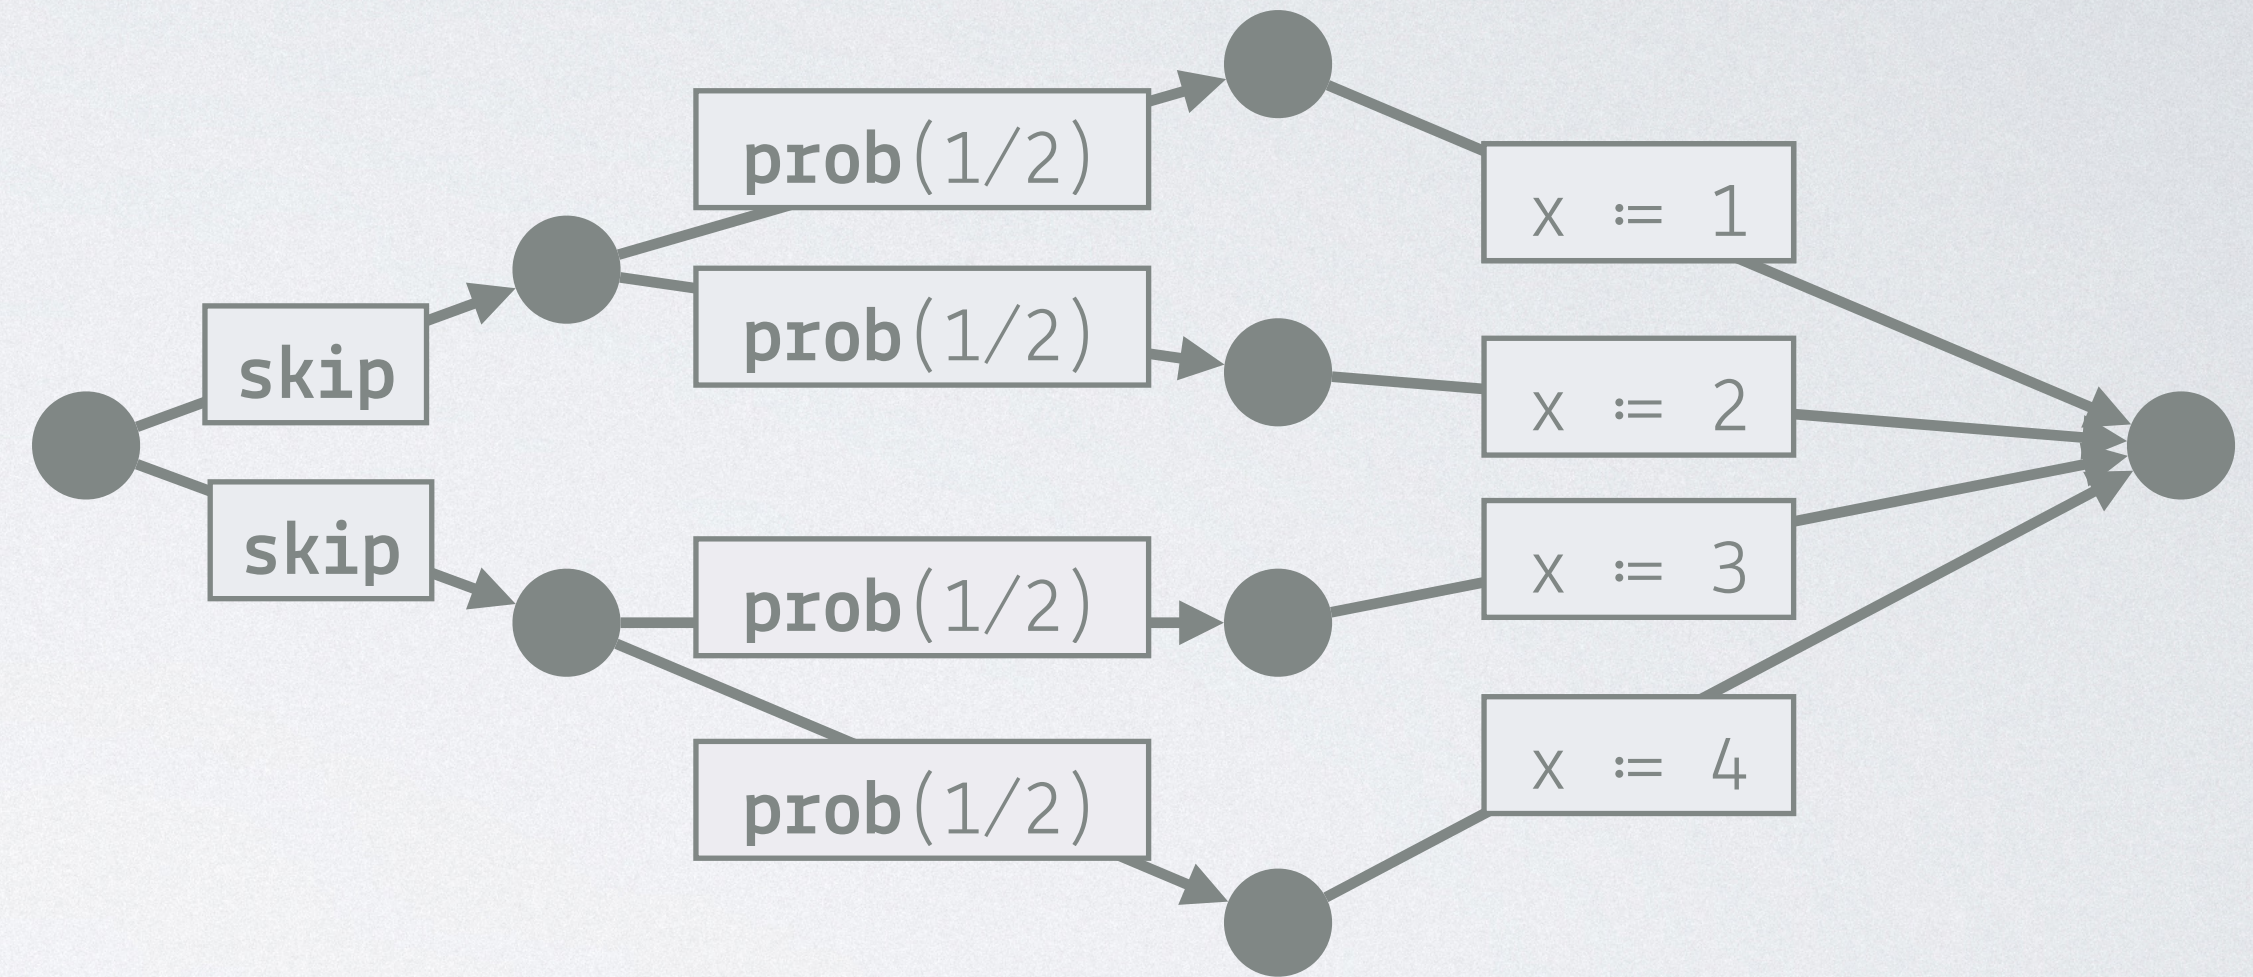 skip
skip
prob(1/2)
prob(1/2)
prob(1/2)
prob(1/2)
x ≔ 1
x ≔ 2
x ≔ 3
x ≔ 4